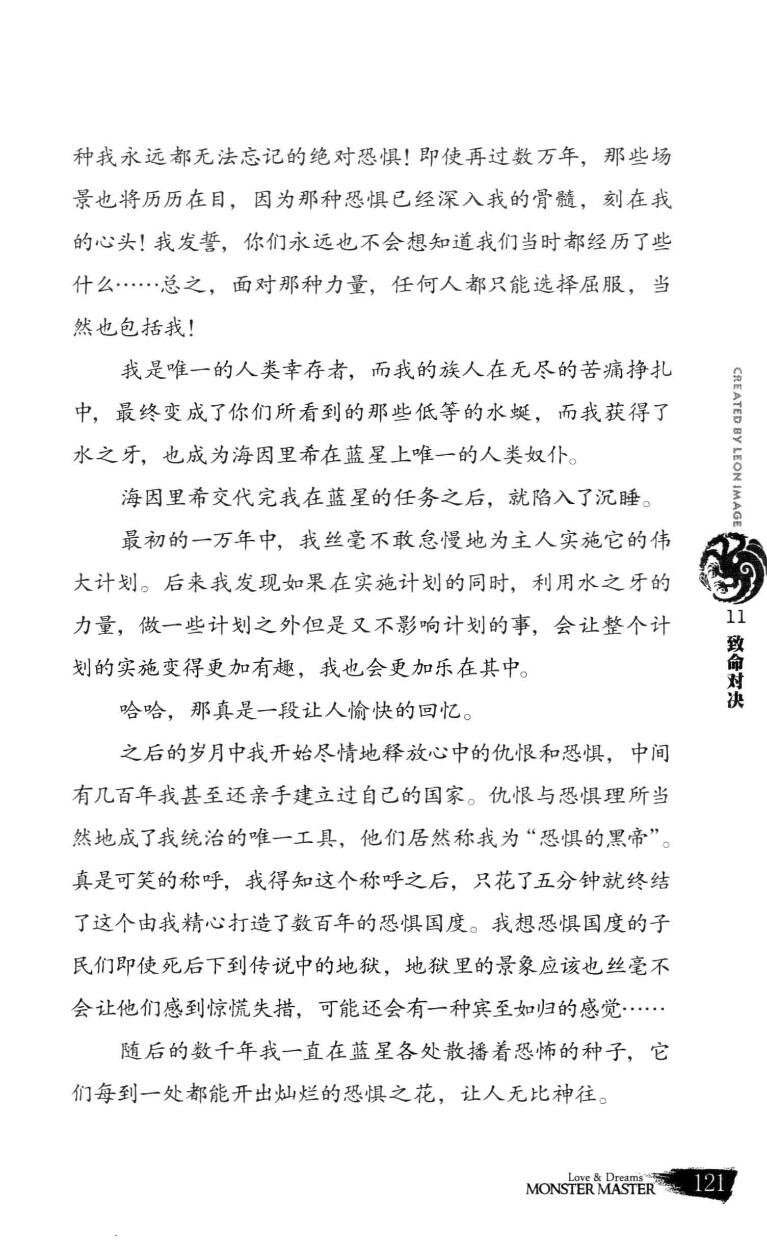 种我永远都无法忘记的绝对恐惧！即使再过数万年，那些场
景也将历历在目，因为那种恐惧已经深入我的骨髓，刻在我
的心头！我发誓，你们永远也不会想知道我们当时都经历了些
什么……总之，面对那种力量，任何人都只能选择屈服，当
然也包括我！
我是唯一的人类幸存者，而我的族人在无尽的苦痛挣扎
中，最终变成了你们所看到的那些低等的水蜒，而我获得了
水之牙，也成为海因里希在蓝星上唯一的人类奴仆。
海因里希交代完我在蓝星的任务之后，就陷入了沉睡。
最初的一万年中，我丝毫不敢怠慢地为主人实施它的伟
大计划。后来我发现如果在实施计划的同时，利用水之牙的
力量，做一些计划之外但是又不影响计划的事，会让整个计
划的实施变得更加有趣，我也会更加乐在其中。
哈哈，那真是一段让人愉快的回忆。
之后的岁月中我开始尽情地释放心中的仇恨和恐惧，中间
有几百年我甚至还亲手建立过自己的国家。仇恨与恐惧理所当
然地成了我统治的唯一工具，他们居然称我为“恐惧的黑帝”。
真是可笑的称呼，我得知这个称呼之后，只花了五分钟就终结
了这个由我精心打造了数百年的恐惧国度。我想恐惧国度的子
民们即使死后下到传说中的地狱，地狱里的景象应该也丝毫不
会让他们感到惊慌失措，可能还会有一种宾至如归的感觉……
随后的数千年我一直在蓝星各处散播着恐怖的种子，它
们每到一处都能开出灿烂的恐惧之花，让人无比神往。
CREATED BY LEON IMAGE
11
致命对决
Love & Dreams
MONSTER MASTER
121